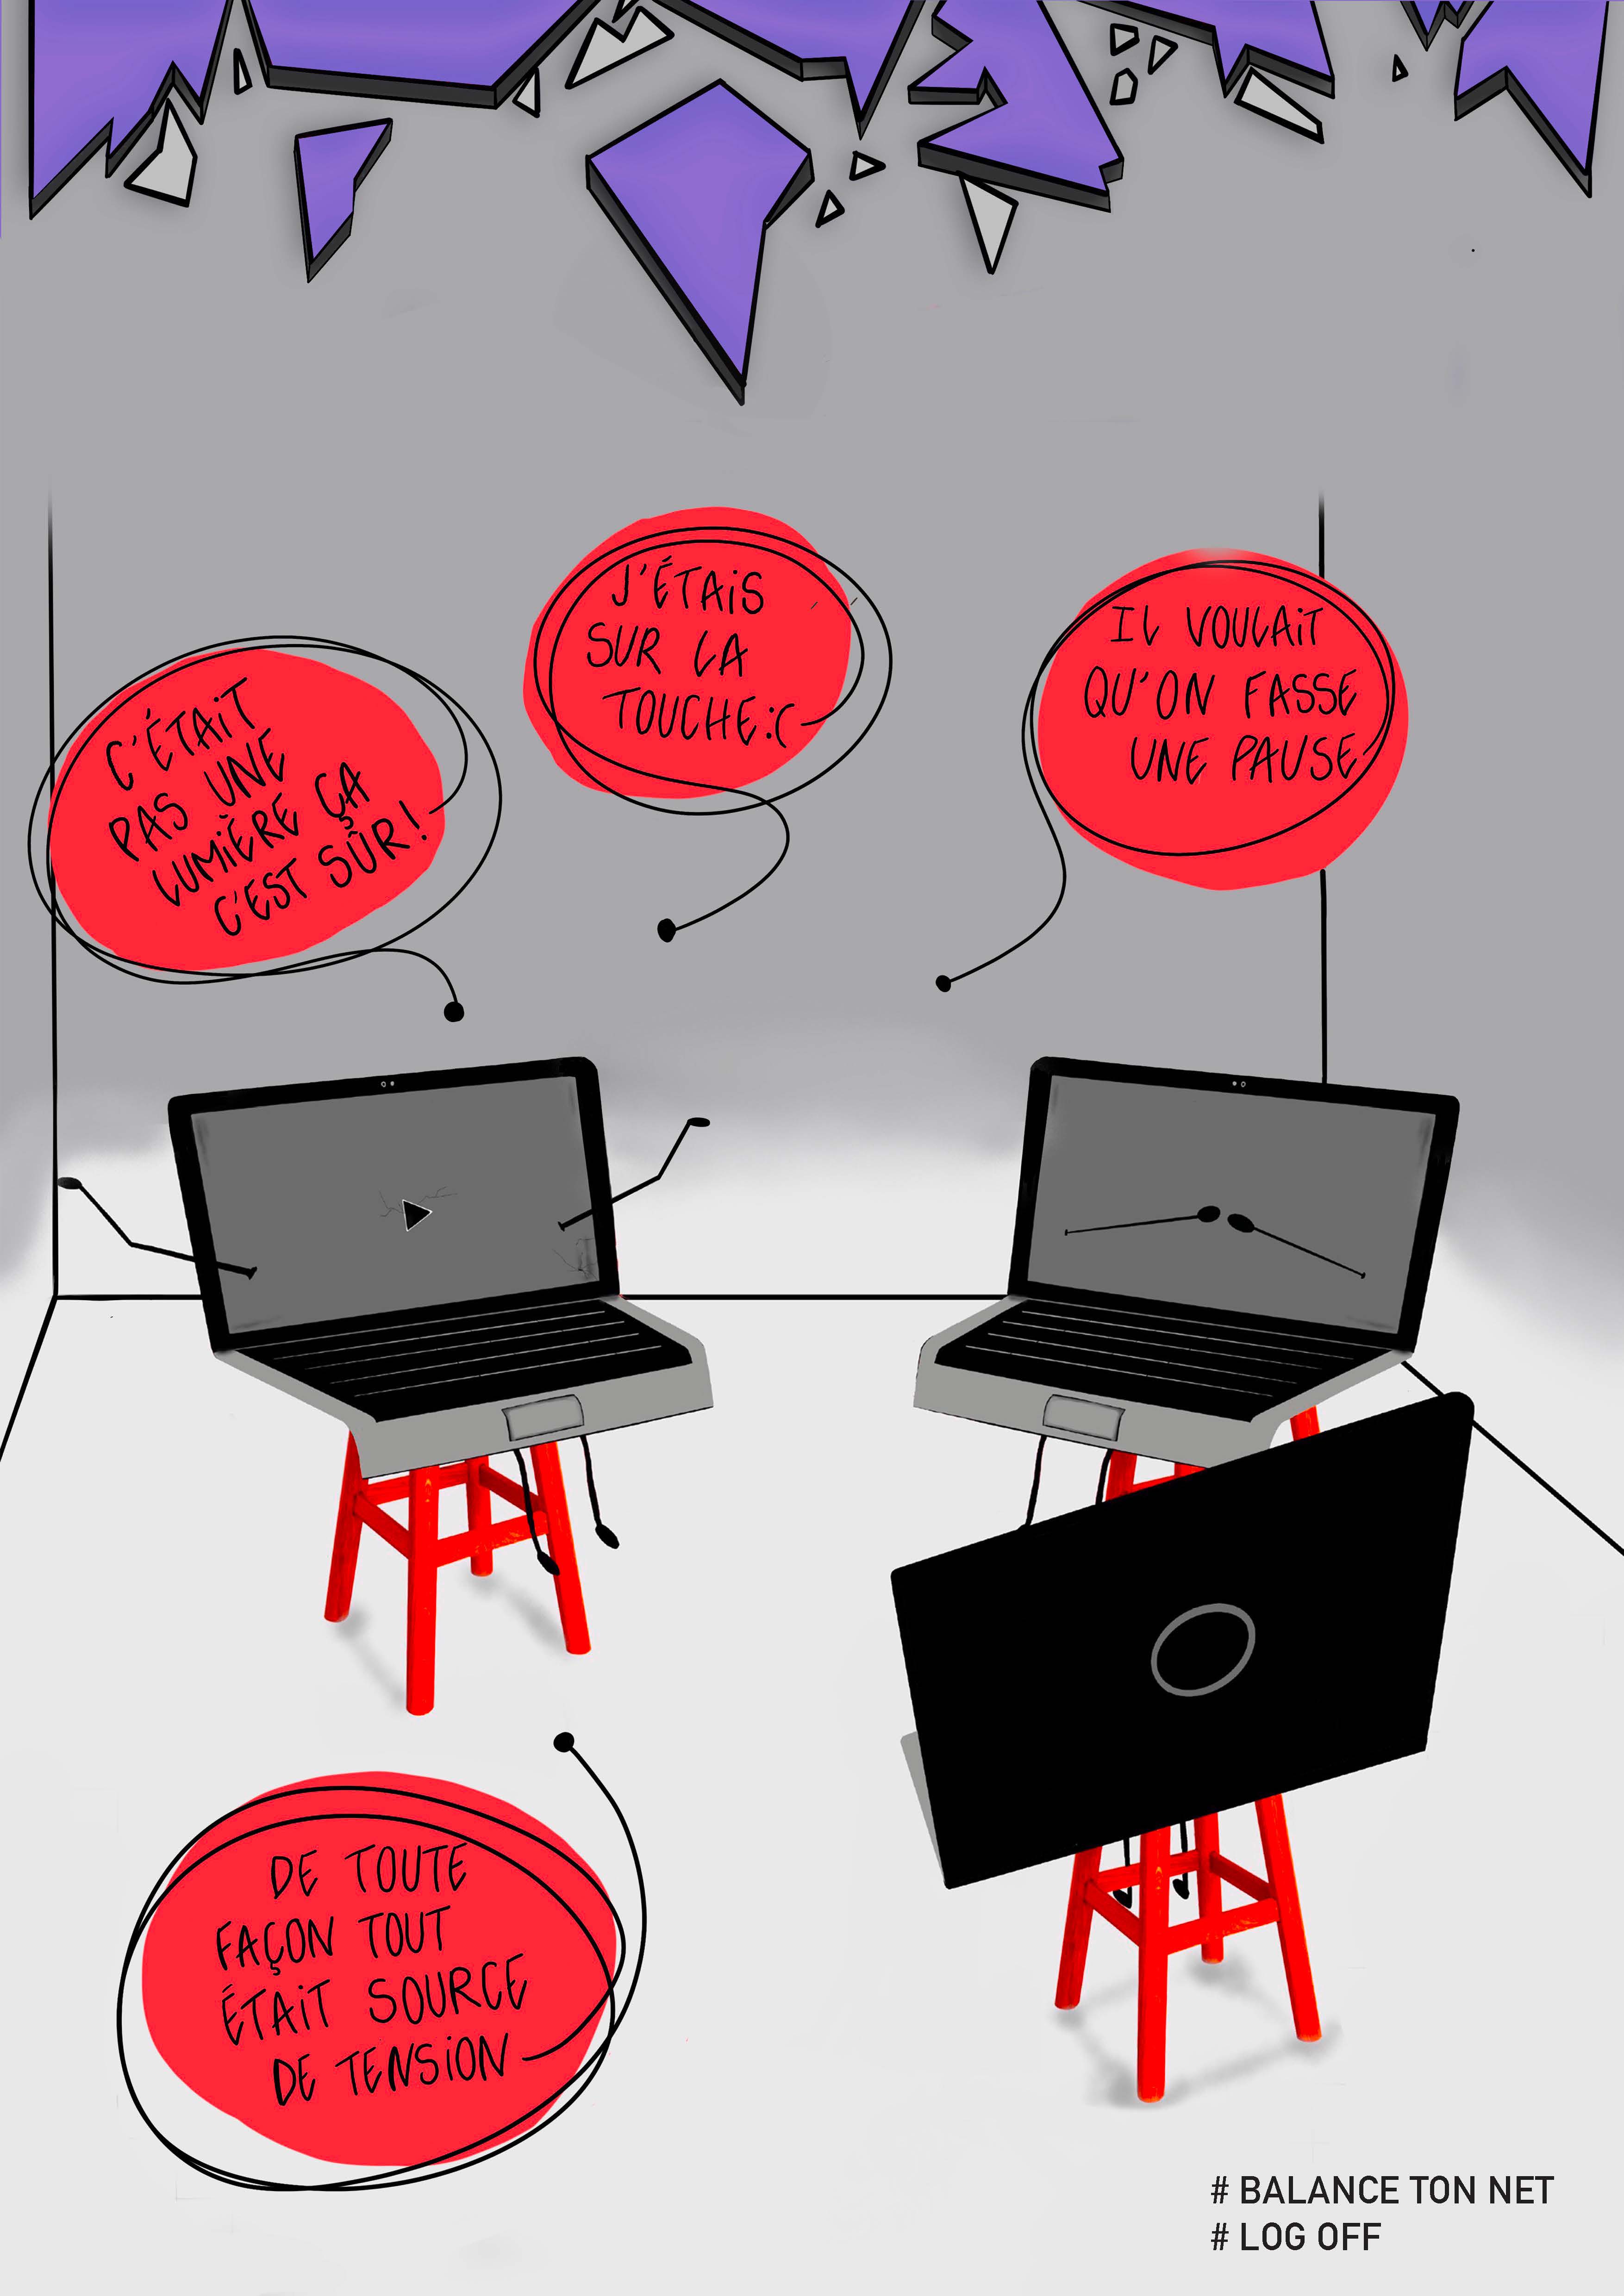 J'ÉTAiS
SUR LA
TOUCHE :(
IL VOULAiT
QU'ON FASSE
UNE PAUSE
C'ÉTAiT
PAS UNE
LUMiÈRE ÇA
C'EST SÛR !
DE TOUTE
FAÇON TOUT
ÉTAiT SOURCE
DE TENSiON
# BALANCE TON NET
# LOG OFF